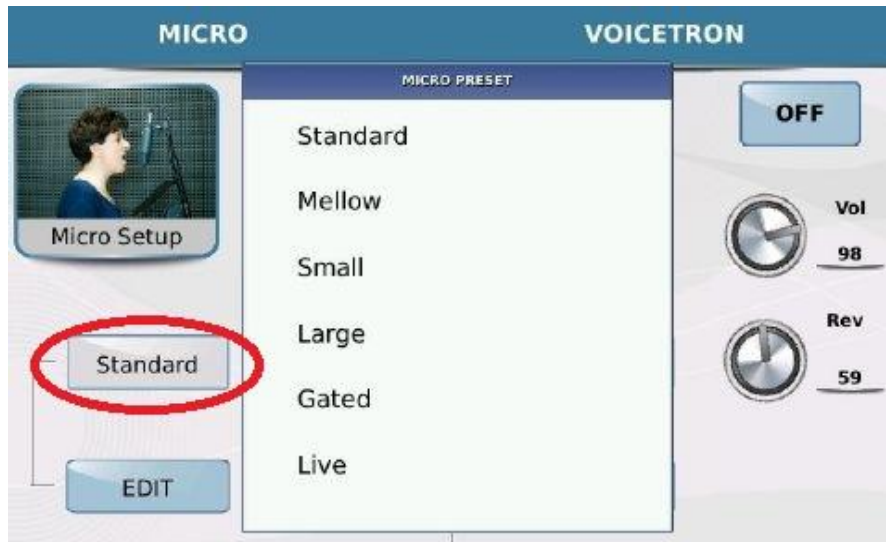 MICRO
VOICETRON
MICRO PRESET
Standard
Mellow
Small
Large
Gated
Live
Micro Setup
Standard
EDIT
OFF
Vol
98
Rev
59